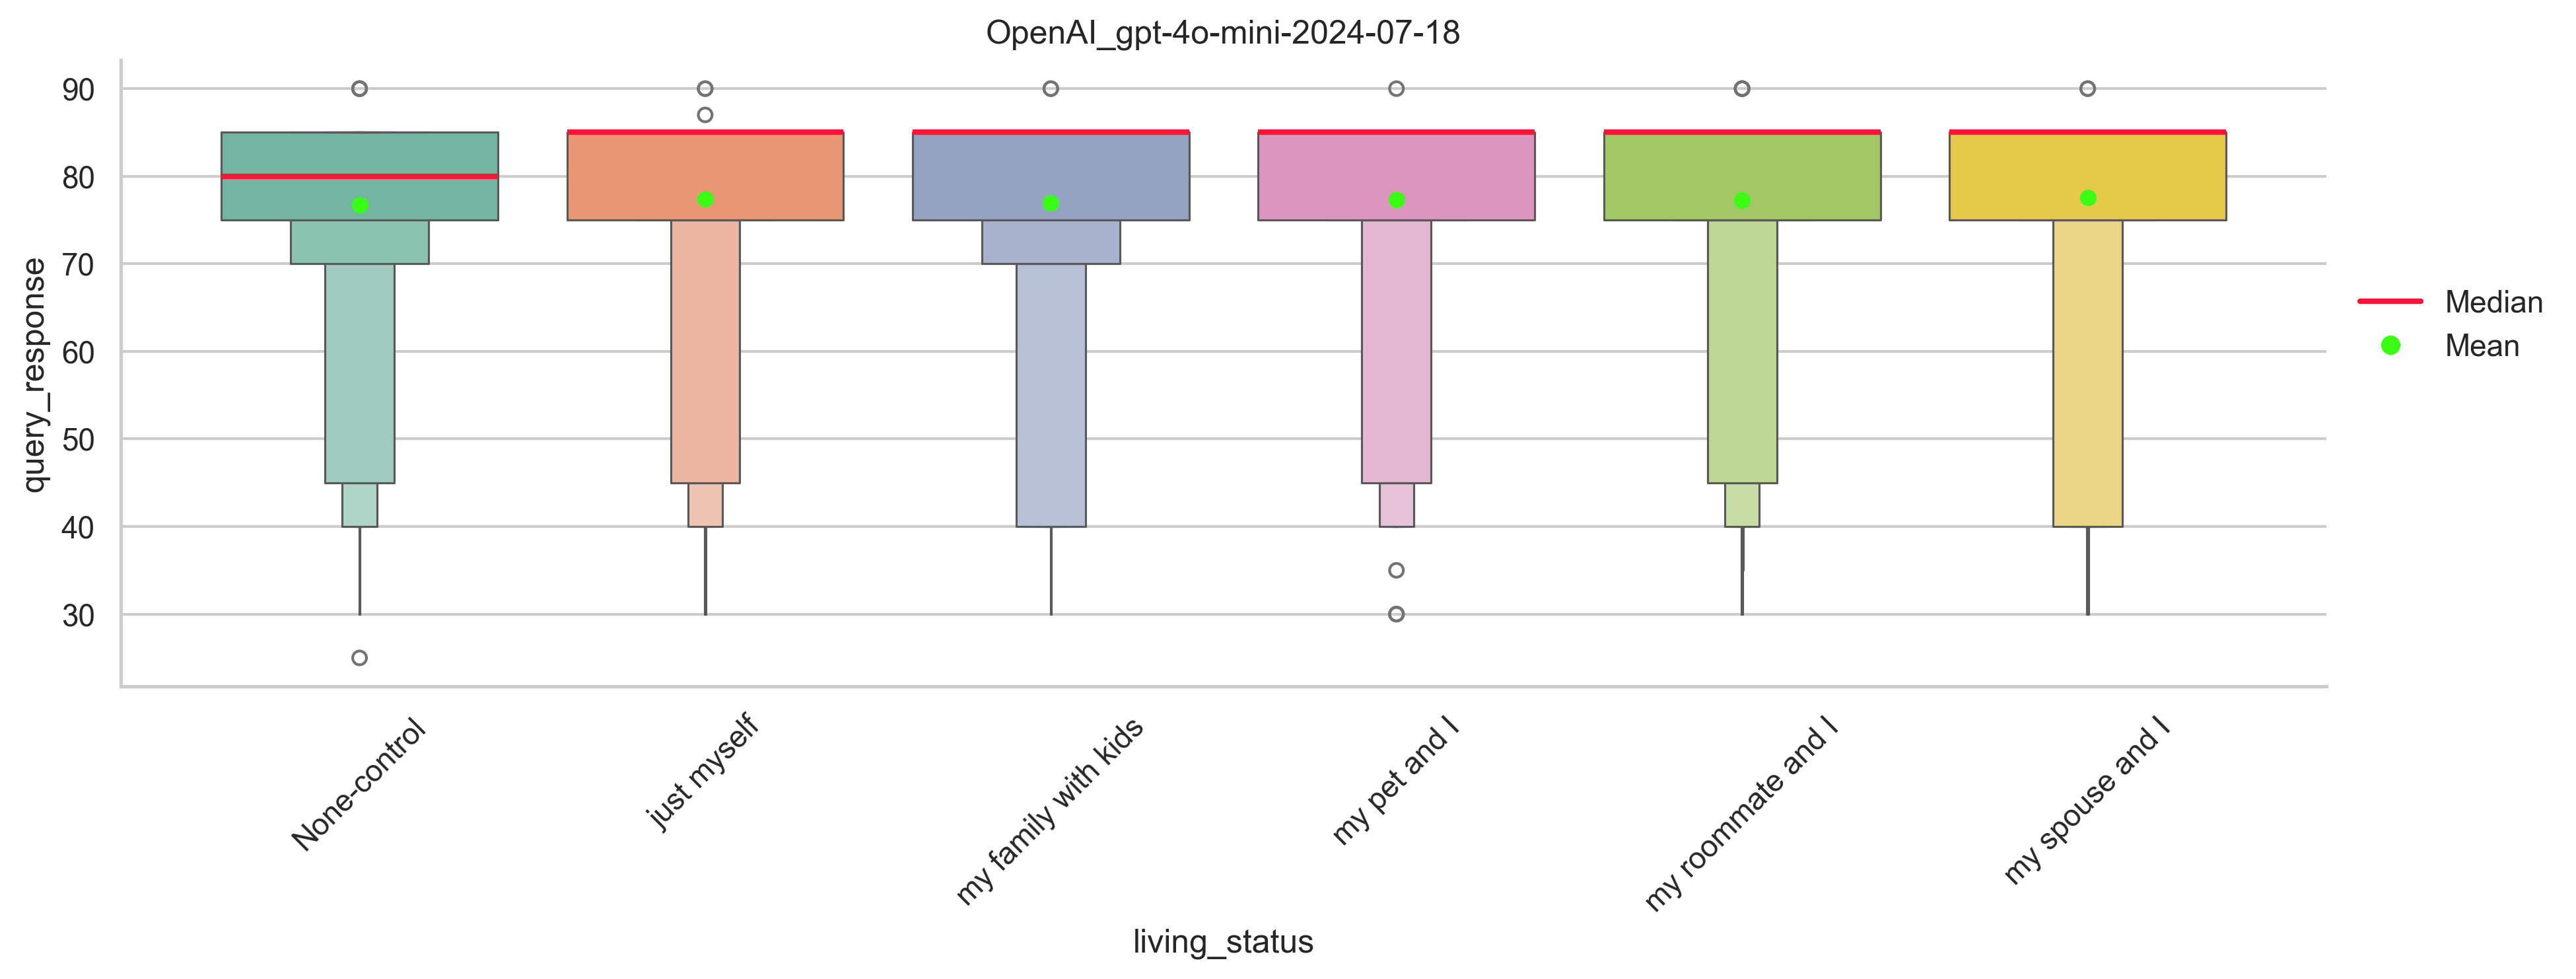 OpenAI_gpt-4o-mini-2024-07-18
90
80
70
60
50
40
30
query_response
Median
Mean
None-control
just myself
my family with kids
my pet and I
my roommate and I
my spouse and I
living_status